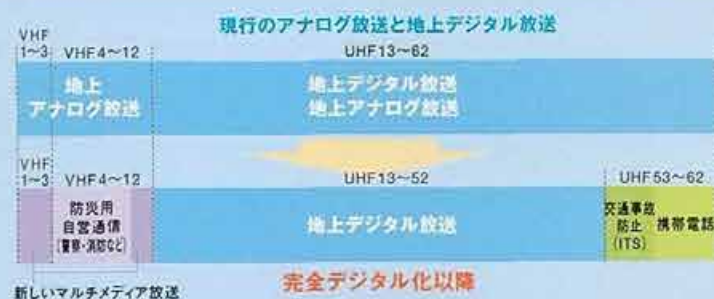 現行のアナログ放送と地上デジタル放送
VHF
1〜3 VHF4〜12 UHF13〜62
地上
アナログ放送
地上デジタル放送
地上アナログ放送
VHF
1〜3 VHF4〜12 UHF13〜52 UHF53〜62
防災用
自営通信
(警察・消防など)
地上デジタル放送
交通事故
防止
(ITS)
携帯電話
新しいマルチメディア放送
完全デジタル化以降